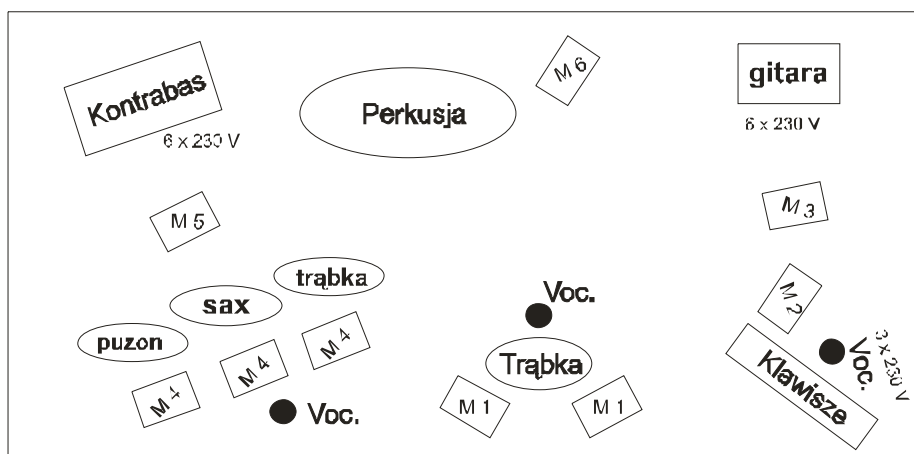 Kontrabas
6 x 230 V
Perkusja
M 6
gitara
6 x 230 V
M 5
M 3
trąbka
sax
puzon
M 4
M 4
M 4
Voc.
Voc.
Trąbka
M 1
M 1
M 2
Voc.
3 x 230 V
Klawisze